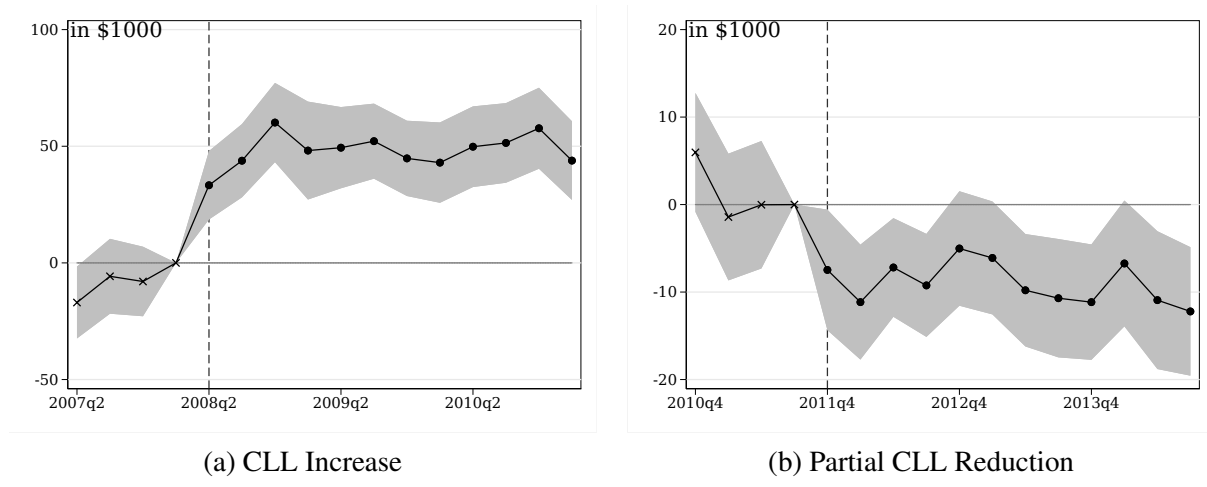 in $1000
100
50
0
-50
2007q2 2008q2 2009q2 2010q2
(a) CLL Increase
in $1000
20
10
0
-10
-20
2010q4 2011q4 2012q4 2013q4
(b) Partial CLL Reduction